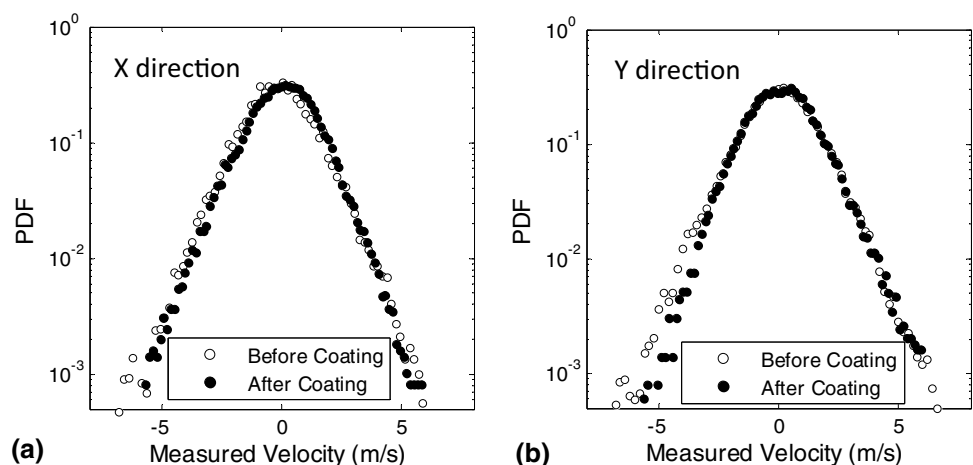 X direction
PDF
10^0
10^-1
10^-2
10^-3
Before Coating
After Coating
-5 0 5
(a) Measured Velocity (m/s)
Y direction
PDF
10^0
10^-1
10^-2
10^-3
Before Coating
After Coating
-5 0 5
(b) Measured Velocity (m/s)